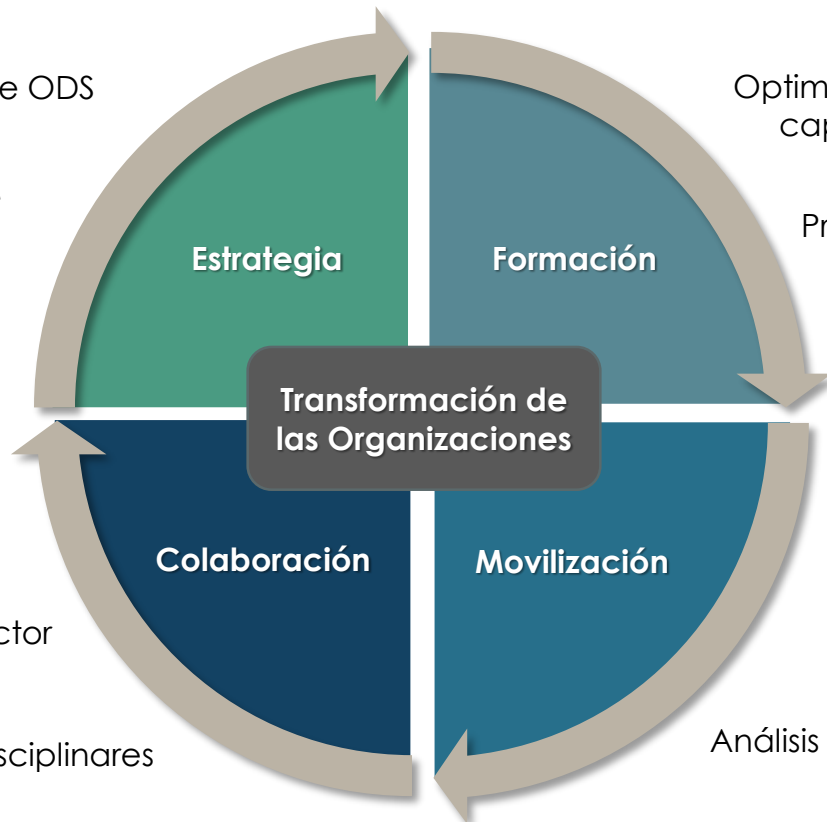 e ODS
Optim
cap
Pr
Estrategia
Formación
Transformación de
las Organizaciones
Colaboración
Movilización
ctor
sciplinares
Análisis